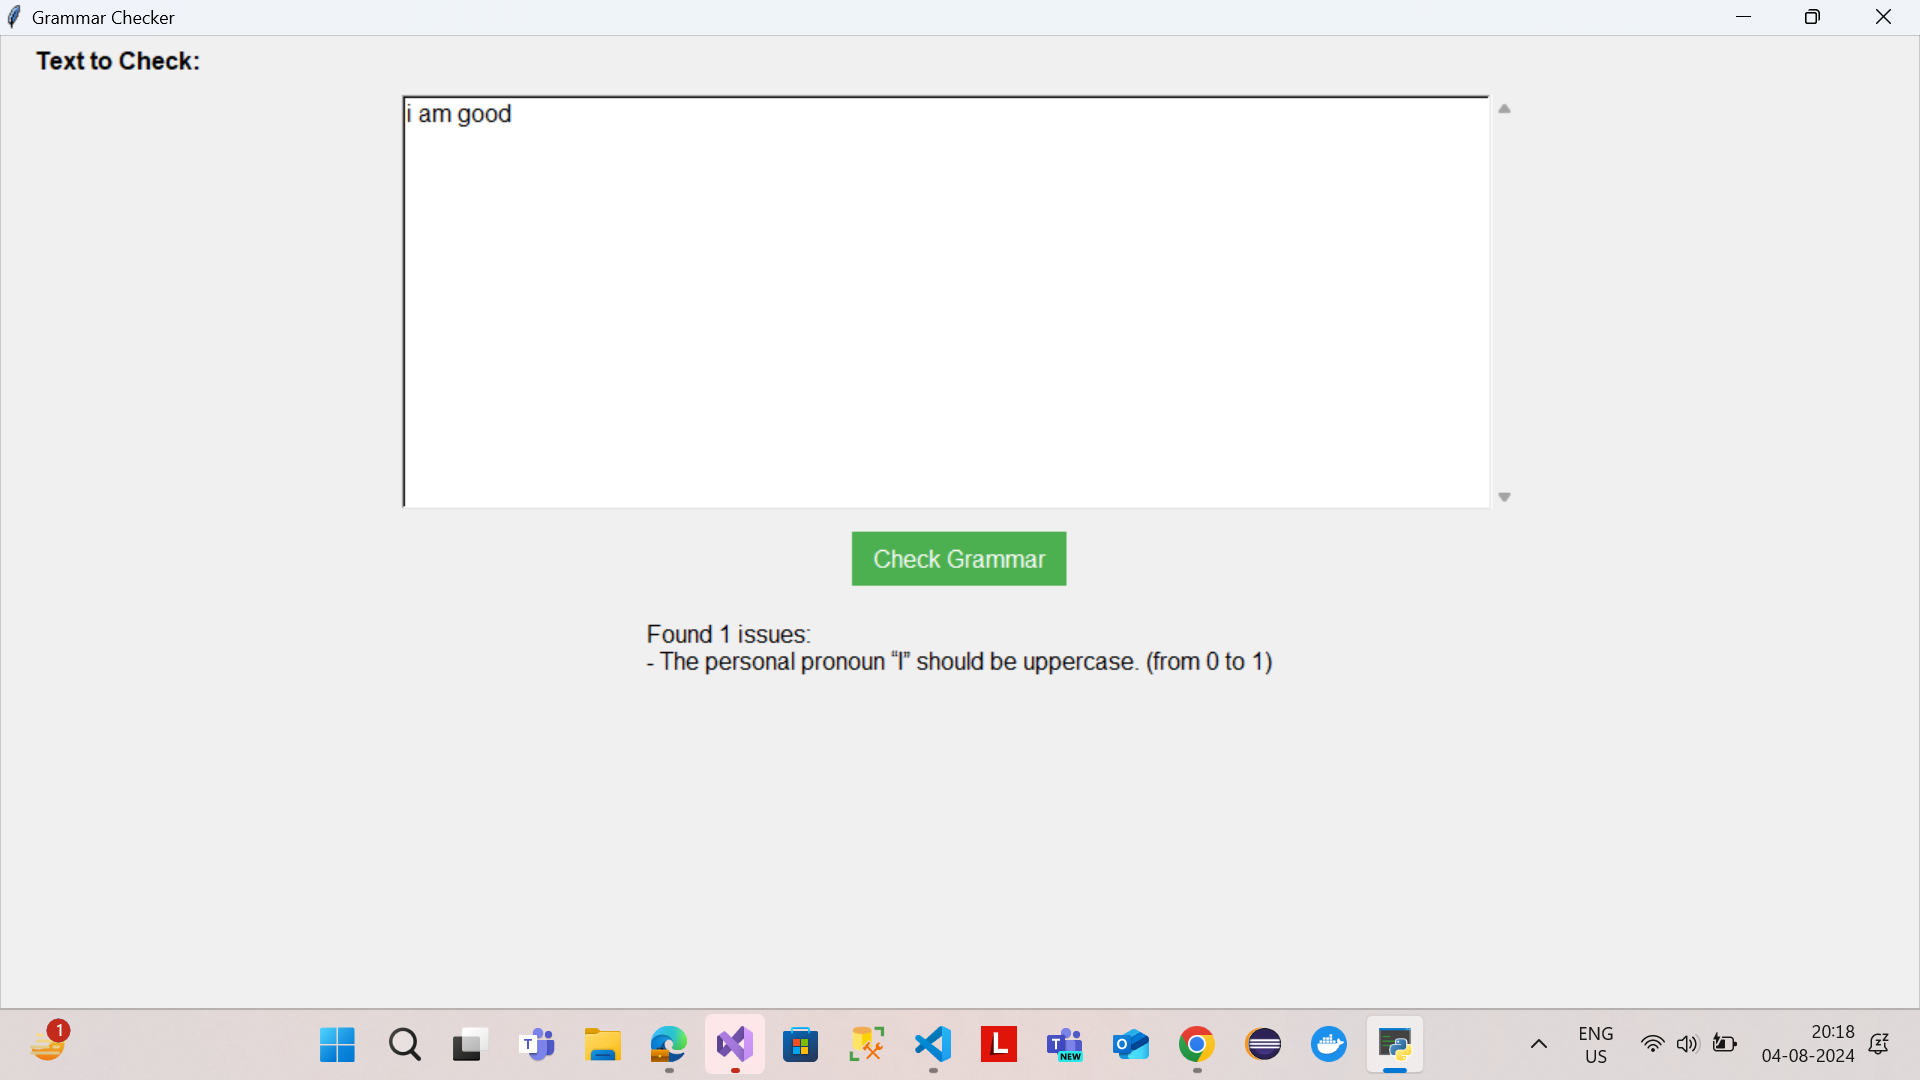 Grammar Checker
Text to Check:
i am good
Check Grammar
Found 1 issues:
- The personal pronoun “I” should be uppercase. (from 0 to 1)
1
T
L
T
NEW
O
ENG
US
20:18
04-08-2024